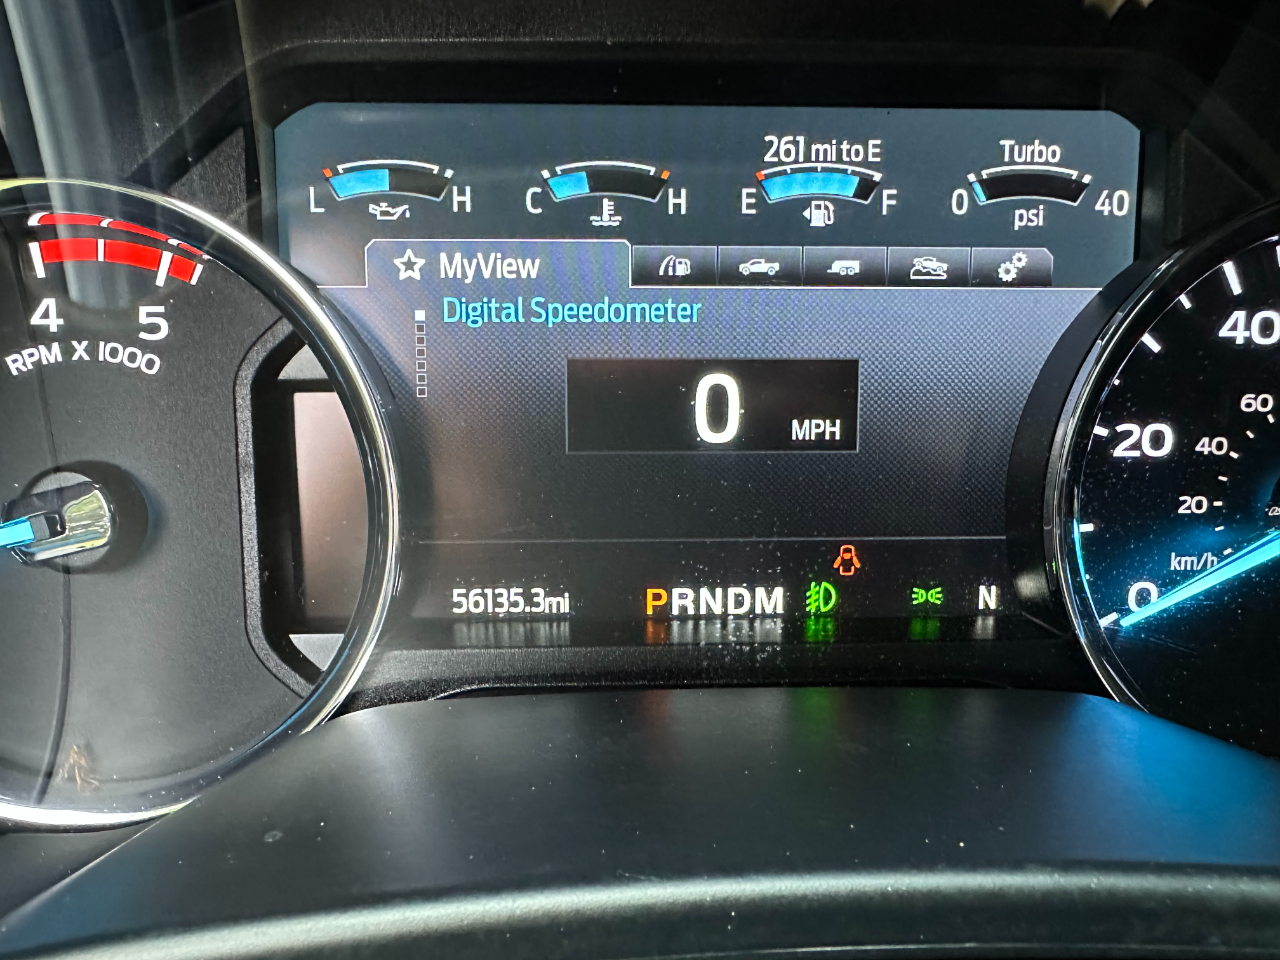 261 mi to E
Turbo
L H
C H
E F
0 40
psi
MyView
Digital Speedometer
0 MPH
4 5
RPM X 1000
40
60
20 40
20
km/h
0
56135.3mi
PRNDM
N